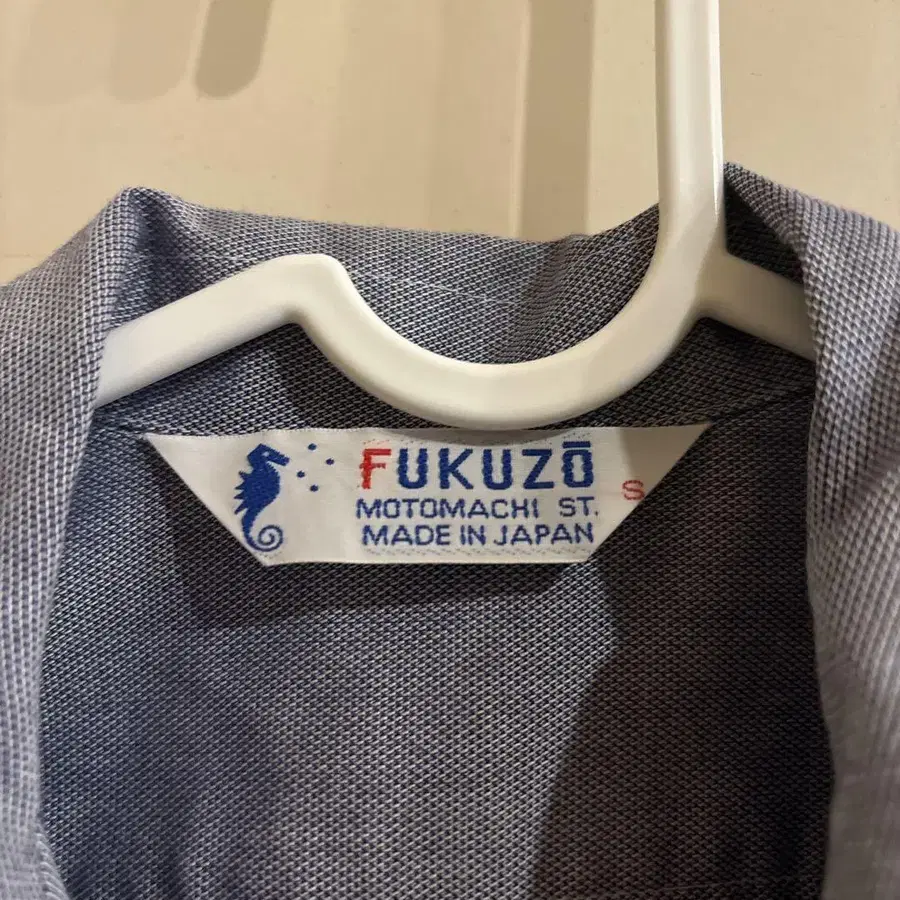 FUKUZŌ
MOTOMACHI ST.
MADE IN JAPAN
S